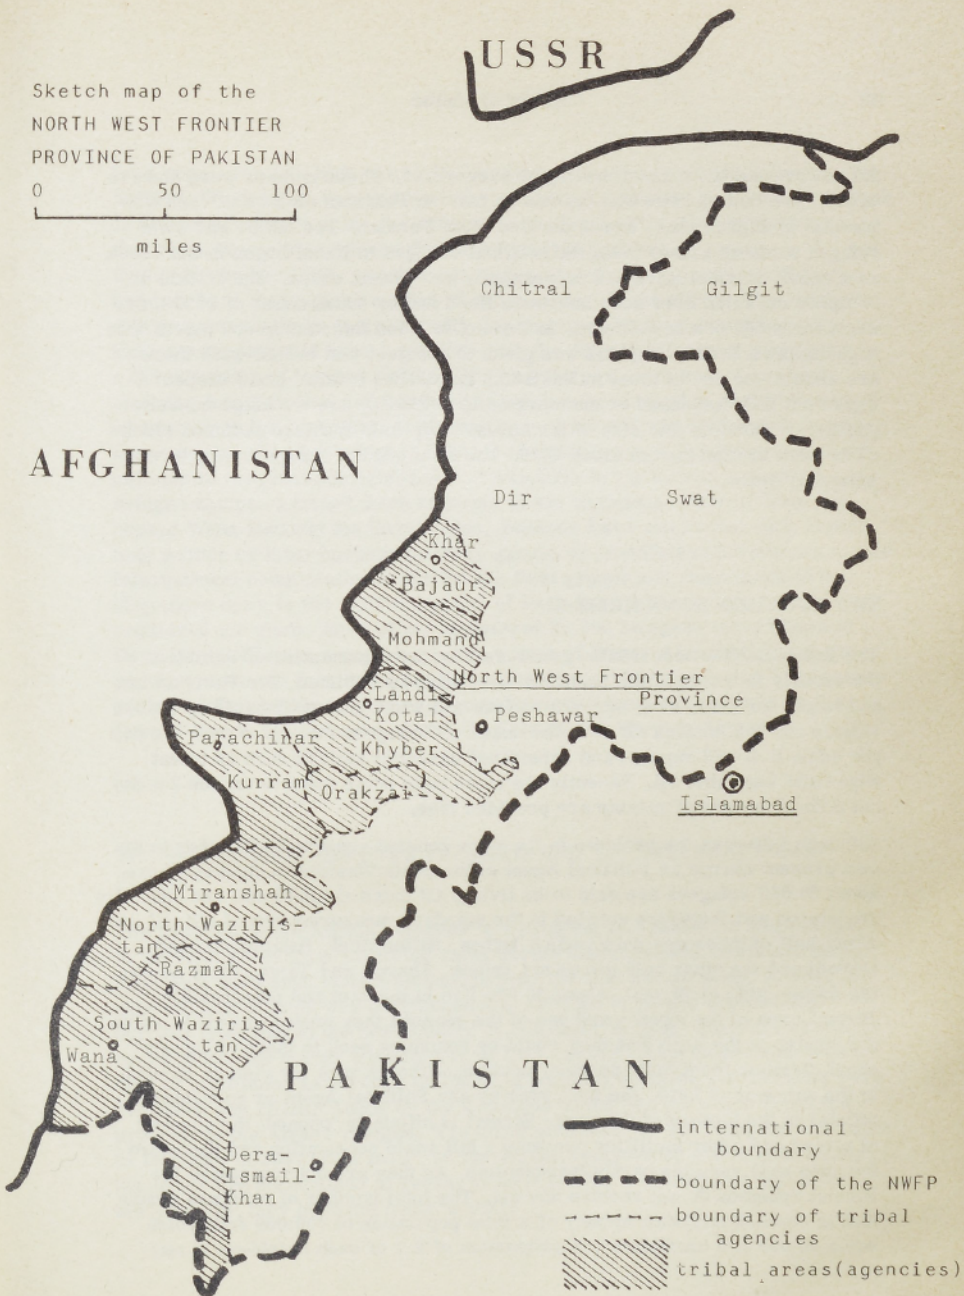 USSR
Sketch map of the
NORTH WEST FRONTIER
PROVINCE OF PAKISTAN
0 50 100
miles
Chitral
Gilgit
AFGHANISTAN
Dir
Swat
Khar
Bajaur
Mohmand
North West Frontier
Province
Landi
Kotal
Peshawar
Parachinar
Khyber
Kurram
Orakzai
Islamabad
Miranshah
North Waziris-
tan
Razmak
South Waziris-
tan
Wana
PAKISTAN
Dera-
Ismail-
Khan
international
boundary
boundary of the NWFP
boundary of tribal
agencies
tribal areas(agencies)